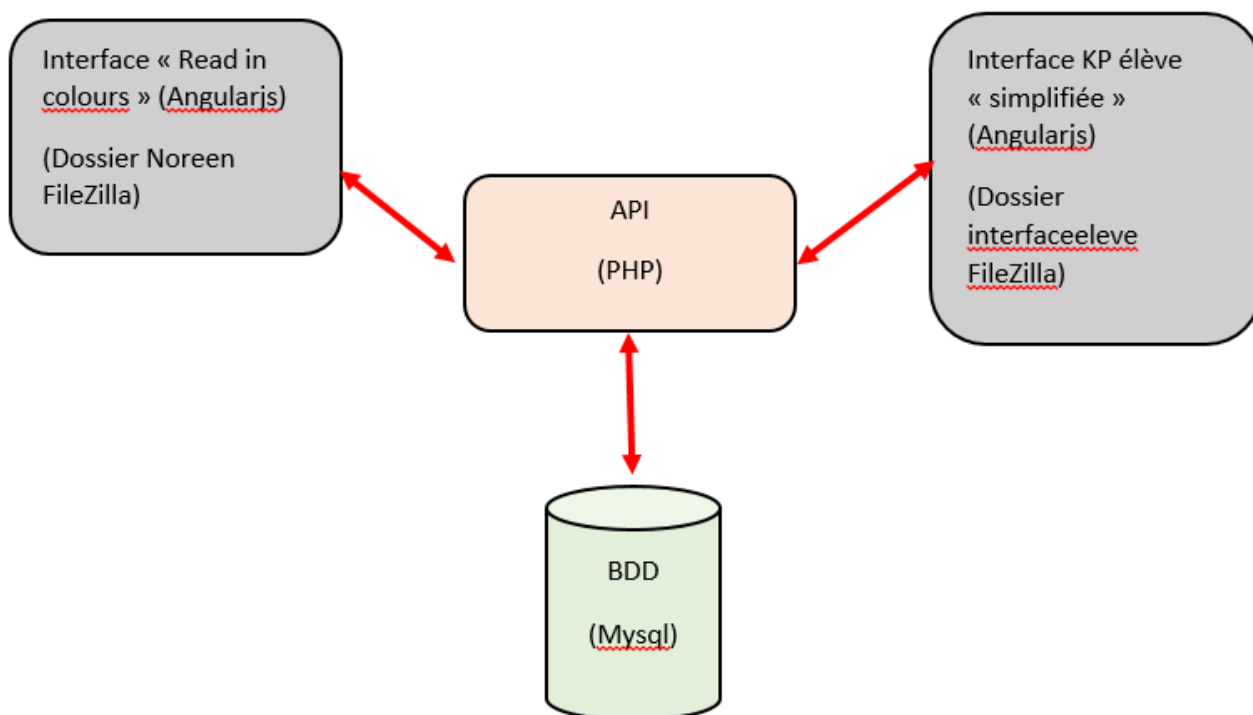 Interface « Read in
colours » (Angularjs)
(Dossier Noreen
FileZilla)
API
(PHP)
Interface KP élève
« simplifiée »
(Angularjs)
(Dossier
interfaceeleve
FileZilla)
BDD
(Mysql)